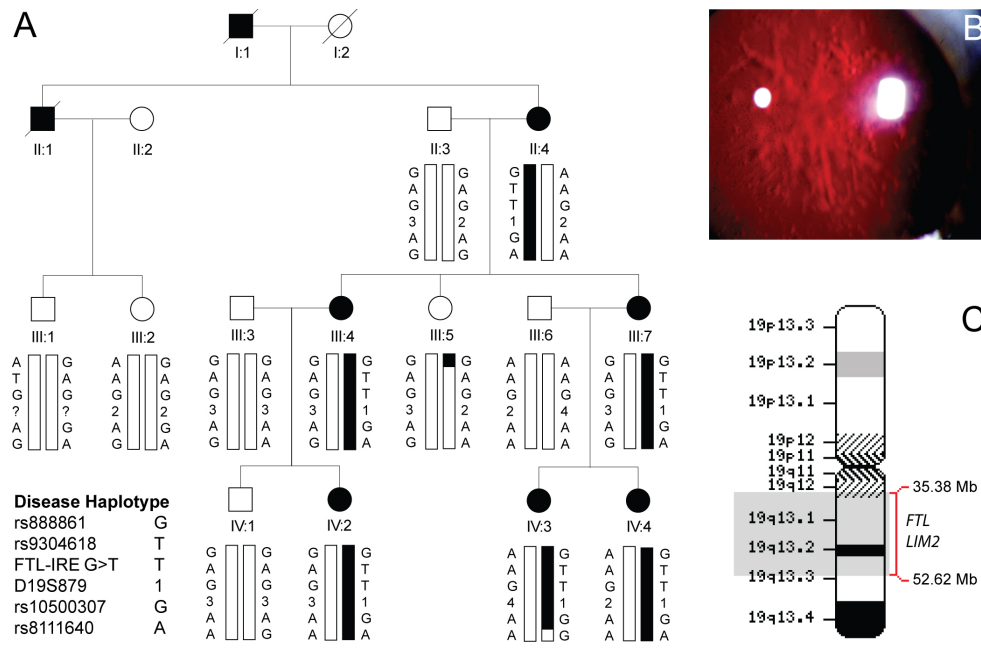 A
I:1 I:2
II:1 II:2 II:3 II:4
G G G A
A A T A
G G T G
3 2 1 2
A A G A
G G A A
III:1 III:2 III:3 III:4 III:5 III:6 III:7
A G A G G G G G G G A A G G
T A A A A A A T A A A A A T
G G G G G G G T G G G G G T
? ? 2 2 3 3 3 1 3 2 2 4 3 1
A G A G A A A G A A A A A G
G A G A G A G A G A A A G A
IV:1 IV:2 IV:3 IV:4
G G G G A G A G
A A A T A T A T
G G G T G T G T
3 3 3 1 4 1 2 1
A A A G A G A G
A G A A A G A A
Disease Haplotype
rs888861 G
rs9304618 T
FTL-IRE G>T T
D19S879 1
rs10500307 G
rs8111640 A
B
C
19p13.3
19p13.2
19p13.1
19p12
19p11
19q11
19q12
35.38 Mb
19q13.1
FTL
LIM2
19q13.2
19q13.3
52.62 Mb
19q13.4